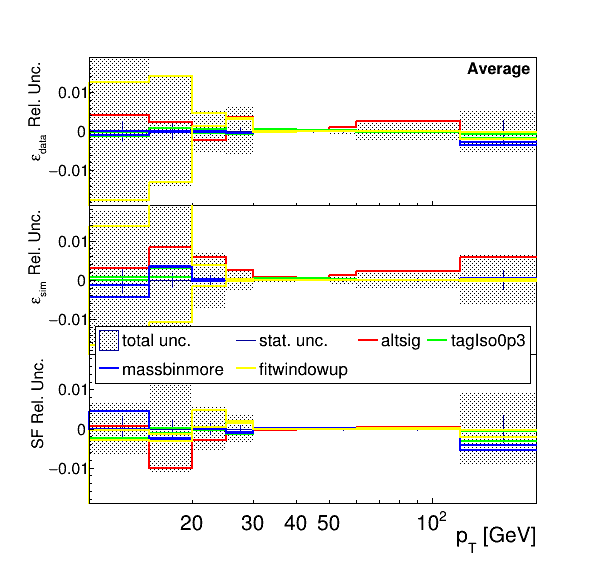 Average
ε_data Rel. Unc.
0.01
0
−0.01
ε_sim Rel. Unc.
0.01
0
−0.01
total unc. stat. unc. altsig tagIso0p3
massbinmore fitwindowup
SF Rel. Unc.
0.01
0
−0.01
20 30 40 50 10²
p_T [GeV]